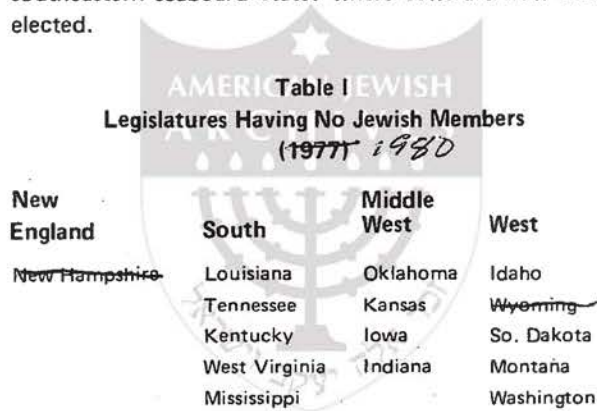 elected.
AMERICAN JEWISH
ARCHIVES
Table I
Legislatures Having No Jewish Members
(1977) 1980
New England South Middle West West
New Hampshire Louisiana Oklahoma Idaho
Tennessee Kansas Wyoming
Kentucky Iowa So. Dakota
West Virginia Indiana Montana
Mississippi Washington